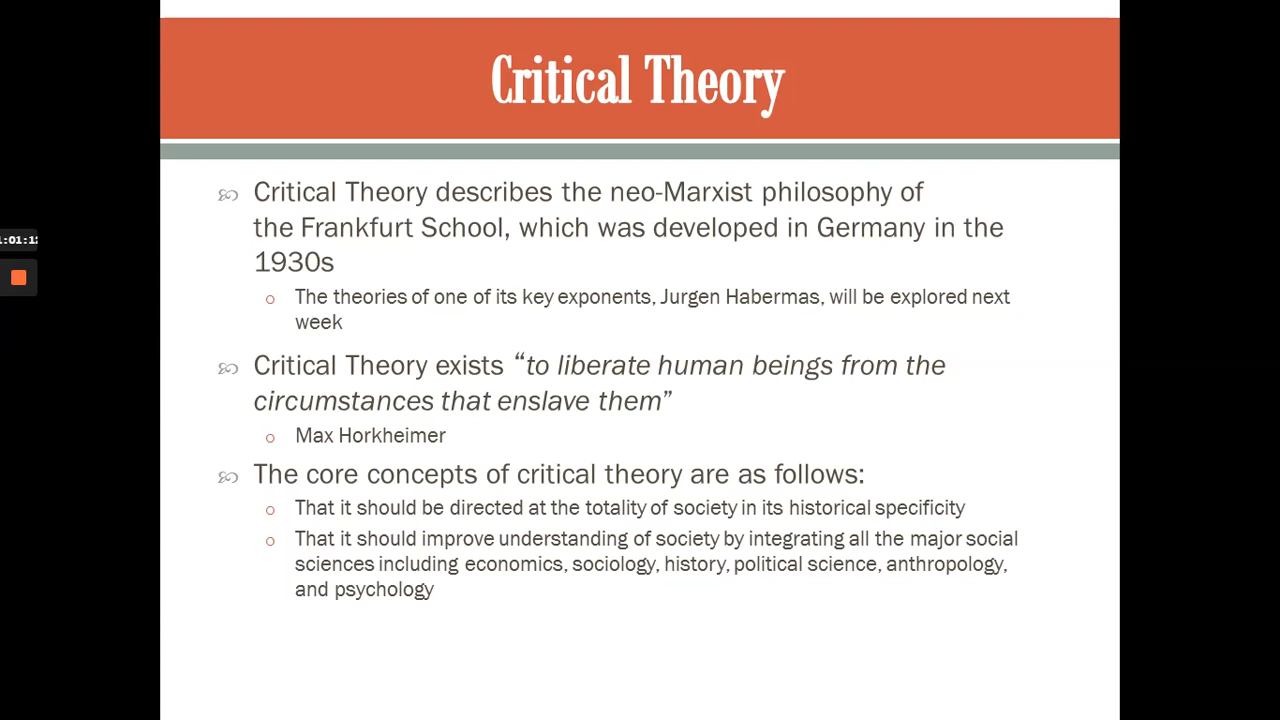 Critical Theory
Critical Theory describes the neo-Marxist philosophy of
the Frankfurt School, which was developed in Germany in the
1930s
The theories of one of its key exponents, Jurgen Habermas, will be explored next
week
Critical Theory exists “to liberate human beings from the
circumstances that enslave them”
Max Horkheimer
The core concepts of critical theory are as follows:
That it should be directed at the totality of society in its historical specificity
That it should improve understanding of society by integrating all the major social
sciences including economics, sociology, history, political science, anthropology,
and psychology